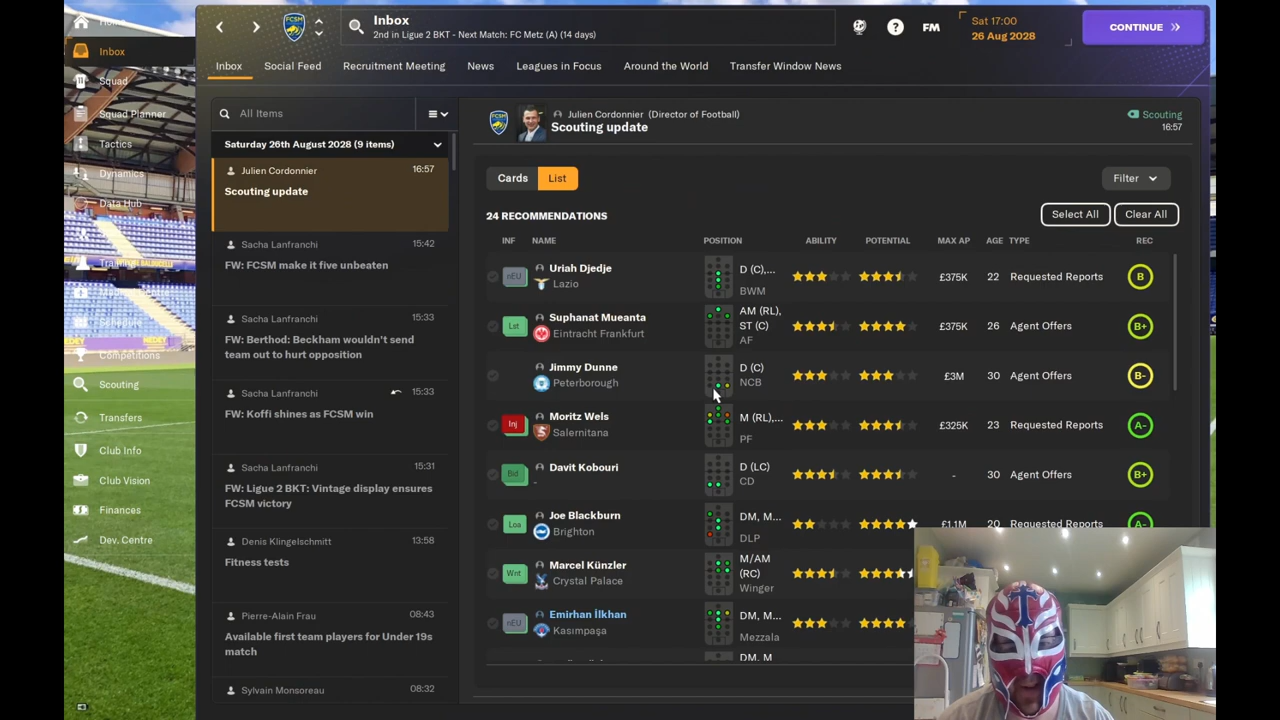 Inbox
2nd in Ligue 2 BKT - Next Match: FC Metz (A) (14 days)
FM
Sat 17:00
26 Aug 2028
CONTINUE
Inbox
Squad
Squad Planner
Tactics
Dynamics
Data Hub
Competitions
Scouting
Transfers
Club Info
Club Vision
Finances
Dev. Centre
Inbox
Social Feed
Recruitment Meeting
News
Leagues in Focus
Around the World
Transfer Window News
All Items
Saturday 26th August 2028 (9 items)
Julien Cordonnier 16:57
Scouting update
Sacha Lanfranchi 15:42
FW: FCSM make it five unbeaten
Sacha Lanfranchi 15:33
FW: Berthod: Beckham wouldn't send
team out to hurt opposition
Sacha Lanfranchi 15:33
FW: Koffi shines as FCSM win
Sacha Lanfranchi 15:31
FW: Ligue 2 BKT: Vintage display ensures
FCSM victory
Denis Klingelschmitt 13:58
Fitness tests
Pierre-Alain Frau 08:43
Available first team players for Under 19s
match
Sylvain Monsoreau 08:32
Julien Cordonnier (Director of Football)
Scouting update
Scouting
16:57
Cards List
Filter
24 RECOMMENDATIONS
Select All
Clear All
INF NAME POSITION ABILITY POTENTIAL MAX AP AGE TYPE REC
nEU Uriah Djedje D (C),... £375K 22 Requested Reports B
Lazio BWM
Lst Suphanat Mueanta AM (RL), ST (C) £375K 26 Agent Offers B+
Eintracht Frankfurt AF
Jimmy Dunne D (C) £3M 30 Agent Offers B-
Peterborough NCB
Inj Moritz Wels M (RL),... £325K 23 Requested Reports A-
Salernitana PF
Bid Davit Kobouri D (LC) - 30 Agent Offers B+
- CD
Loa Joe Blackburn DM, M... £1.1M 20 Requested Reports A-
Brighton DLP
Wnt Marcel Künzler M/AM (RC)
Crystal Palace Winger
nEU Emirhan İlkhan DM, M...
Kasımpaşa Mezzala
DM, M